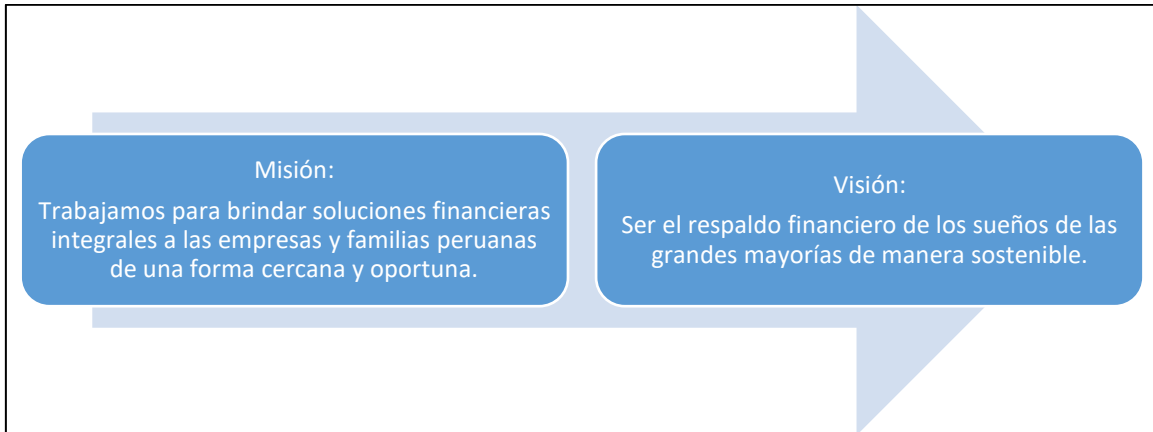 Misión:
Trabajamos para brindar soluciones financieras
integrales a las empresas y familias peruanas
de una forma cercana y oportuna.
Visión:
Ser el respaldo financiero de los sueños de las
grandes mayorías de manera sostenible.